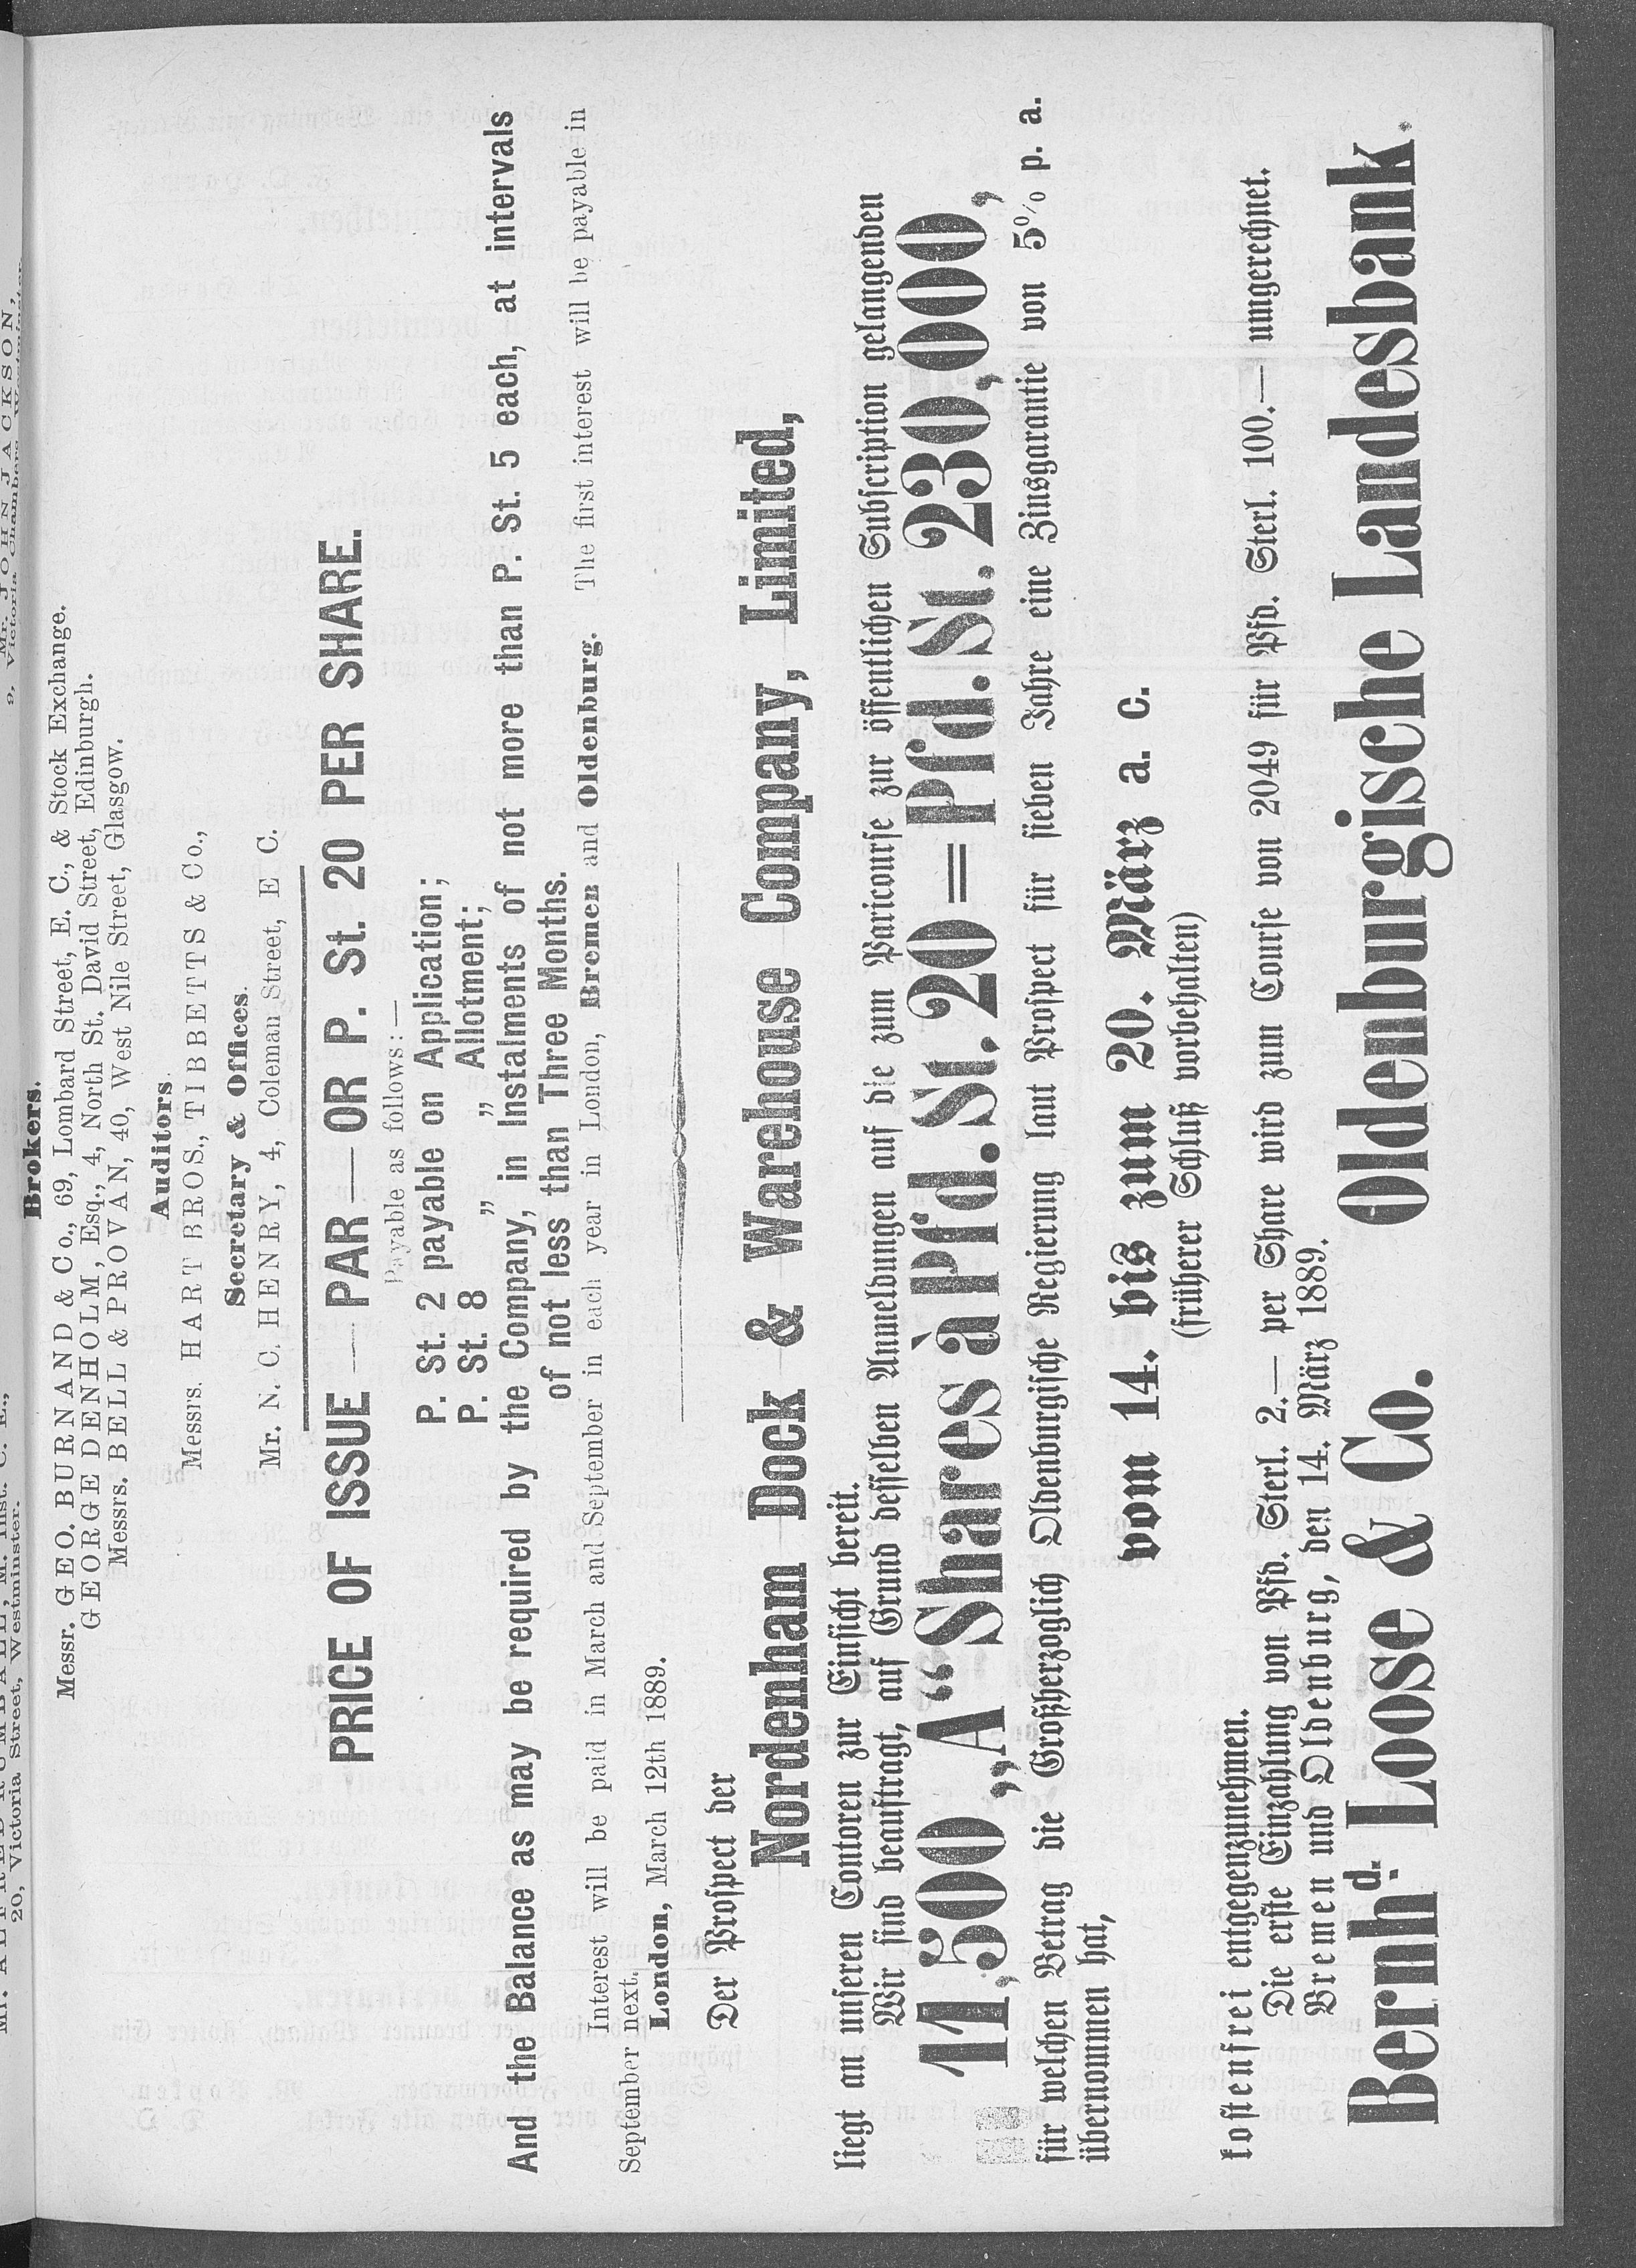 Mr. JOHN JACKSON,
20, Victoria Street, Westminster.
Brokers.
Messr. GEO. BURNAND & Co., 69, Lombard Street, E. C., & Stock Exchange.
GEORGE DENHOLM, Esq., 4, North St. David Street, Edinburgh.
Messrs. BELL & PROVAN, 40, West Nile Street, Glasgow.
Auditors
Messrs. HART BROS., TIBBETTS & Co.,
Secretary & Offices.
Mr. N. C. HENRY, 4, Coleman Street, E C.
PRICE OF ISSUE — PAR — OR P. St. 20 PER SHARE.
Payable as follows:—
P. St. 2 payable on Application;
P. St. 8 „ „ Allotment;
And the Balance as may be required by the Company, in Instalments of not more than P. St. 5 each, at intervals
of not less than Three Months.
Interest will be paid in March and September in each year in London, Bremen and Oldenburg. The first interest will be payable in
September next.
London, March 12th 1889.
Der Prospect der
Nordenham Dock & Warehouse Company, Limited,
liegt an unseren Contoren zur Einsicht bereit.
Wir sind beauftragt, auf Grund desselben Anmeldungen auf die zum Paricourse zur öffentlichen Subscription gelangenden
11,500 „A“ Shares à Pfd. St. 20 = Pfd. St. 230,000,
für welchen Betrag die Großherzoglich Oldenburgische Regierung laut Prospect für sieben Jahre eine Zinsgarantie von 5% p. a.
übernommen hat,
vom 14. bis zum 20. März a. c.
(früherer Schluß vorbehalten)
kostenfrei entgegenzunehmen.
Die erste Einzahlung von Pfd. Sterl. 2.— per Share wird zum Course von 2049 für Pfd. Sterl. 100.— umgerechnet.
Bremen und Oldenburg, den 14. März 1889.
Bernhd. Loose & Co. Oldenburgische Landesbank.